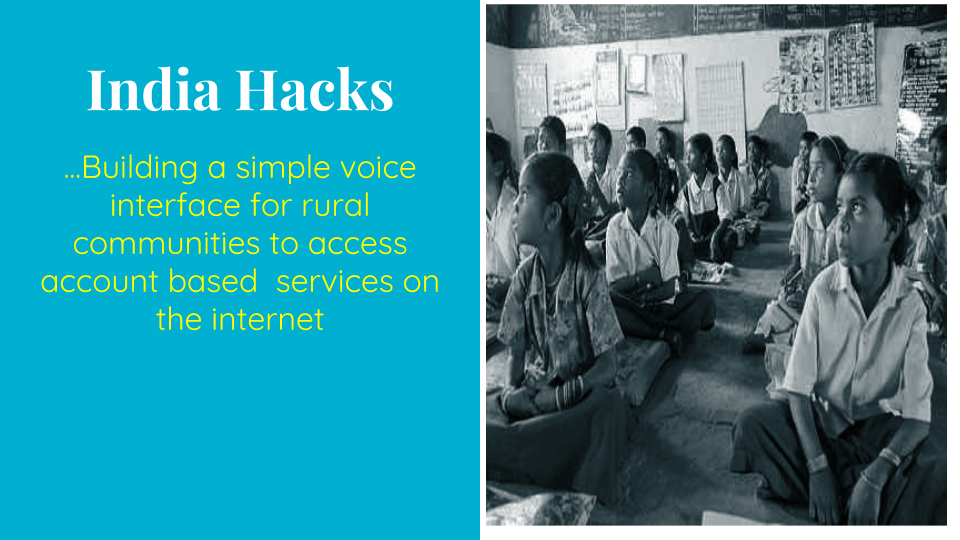 India Hacks
...Building a simple voice
interface for rural
communities to access
account based  services on
the internet